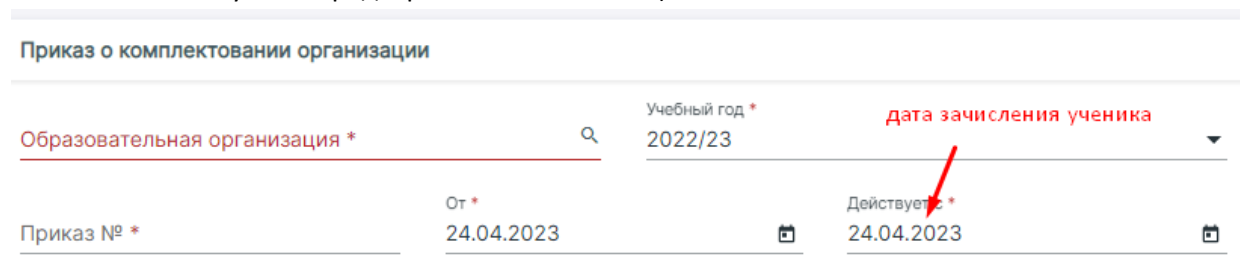 Приказ о комплектовании организации
Учебный год *
дата зачисления ученика
Образовательная организация *
2022/23
От *
Действует с *
Приказ № *
24.04.2023
24.04.2023